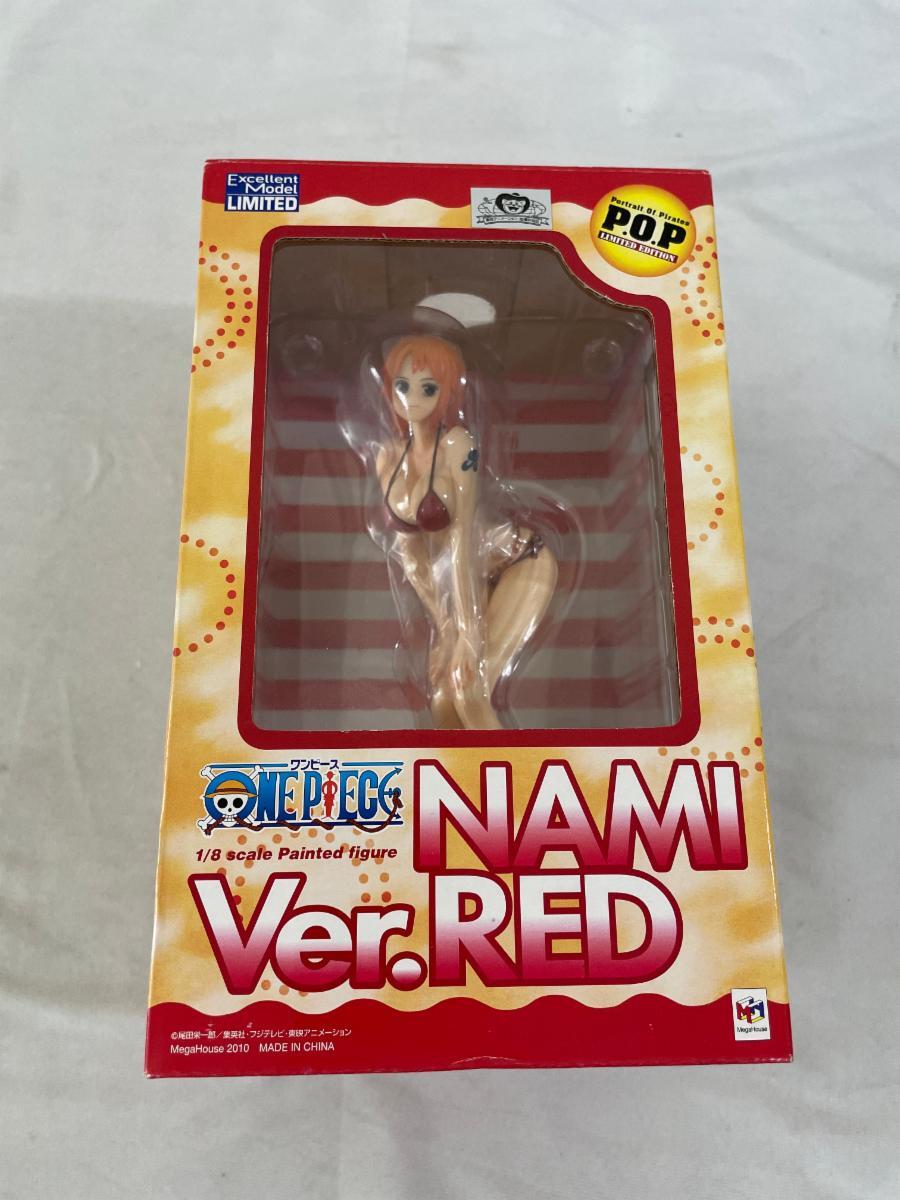 Excellent
Model
LIMITED
Portrait Of Pirates
P.O.P
LIMITED EDITION
ワンピース
ONE PIECE
NAMI
1/8 scale Painted figure
Ver.RED
©尾田栄一郎/集英社・フジテレビ・東映アニメーション
MegaHouse 2010 MADE IN CHINA
MegaHouse